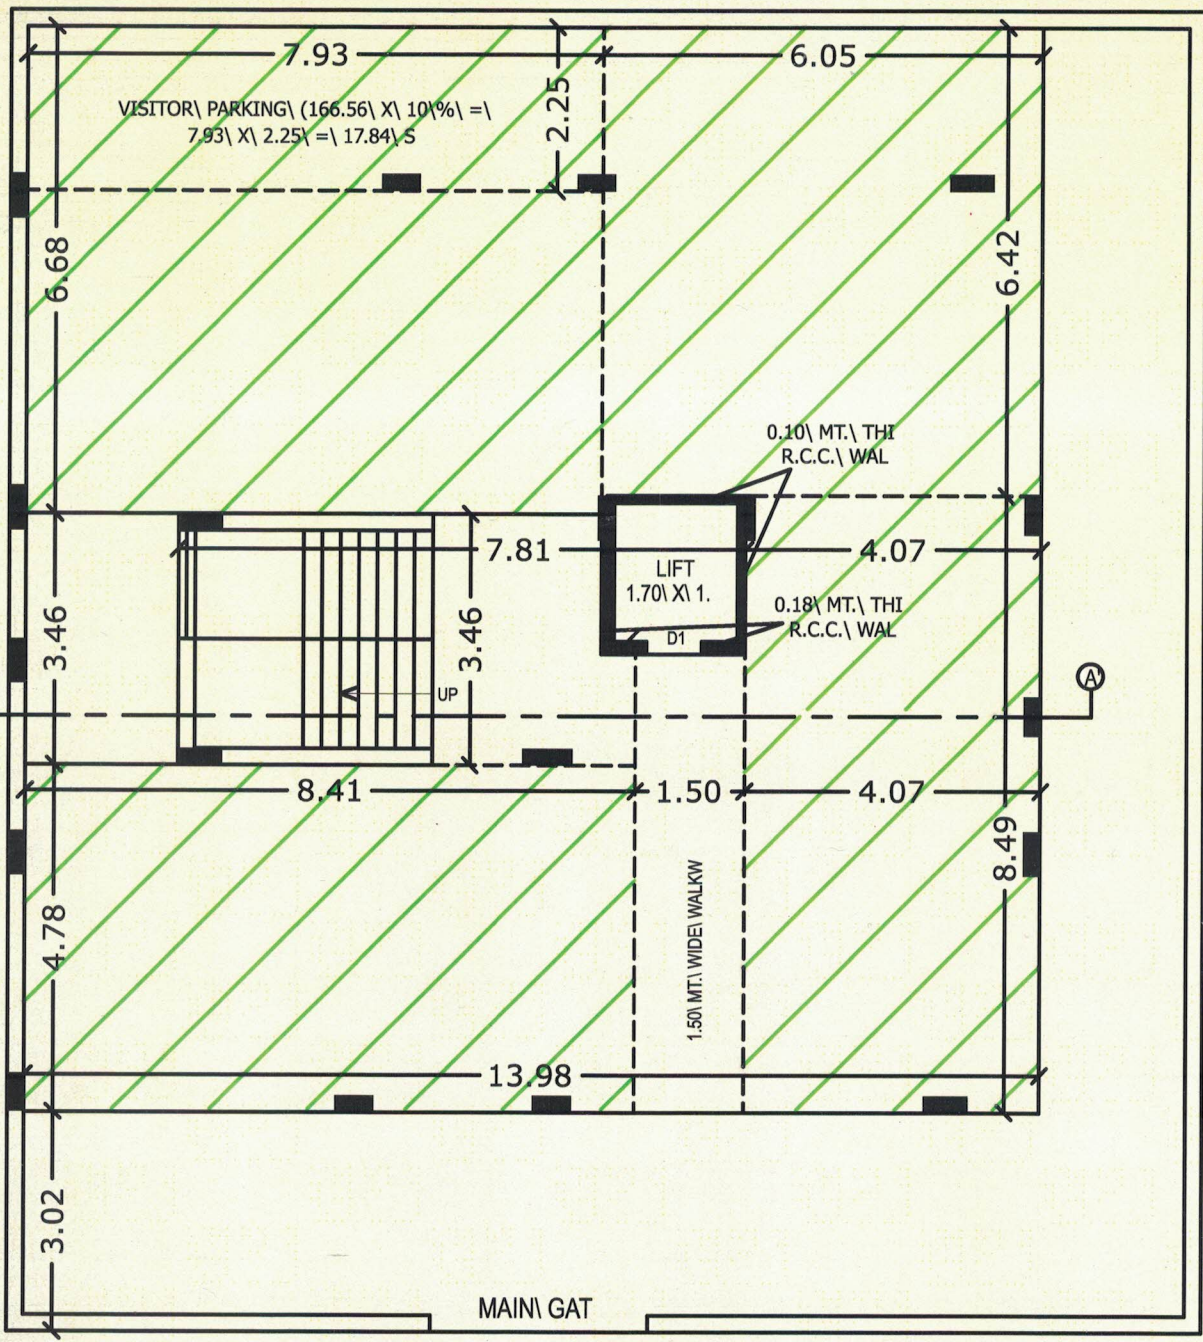 7.93
6.05
2.25
VISITOR\ PARKING\ (166.56\ X\ 10\%\ =\
7.93\ X\ 2.25\ =\ 17.84\ S
6.68
6.42
0.10\ MT.\ THI
R.C.C.\ WAL
7.81
4.07
LIFT
1.70\ X\ 1.
0.18\ MT.\ THI
R.C.C.\ WAL
D1
3.46
3.46
UP
A'
8.41
1.50
4.07
8.49
4.78
1.50\ MT.\ WIDE\ WALKW
13.98
3.02
MAIN\ GAT